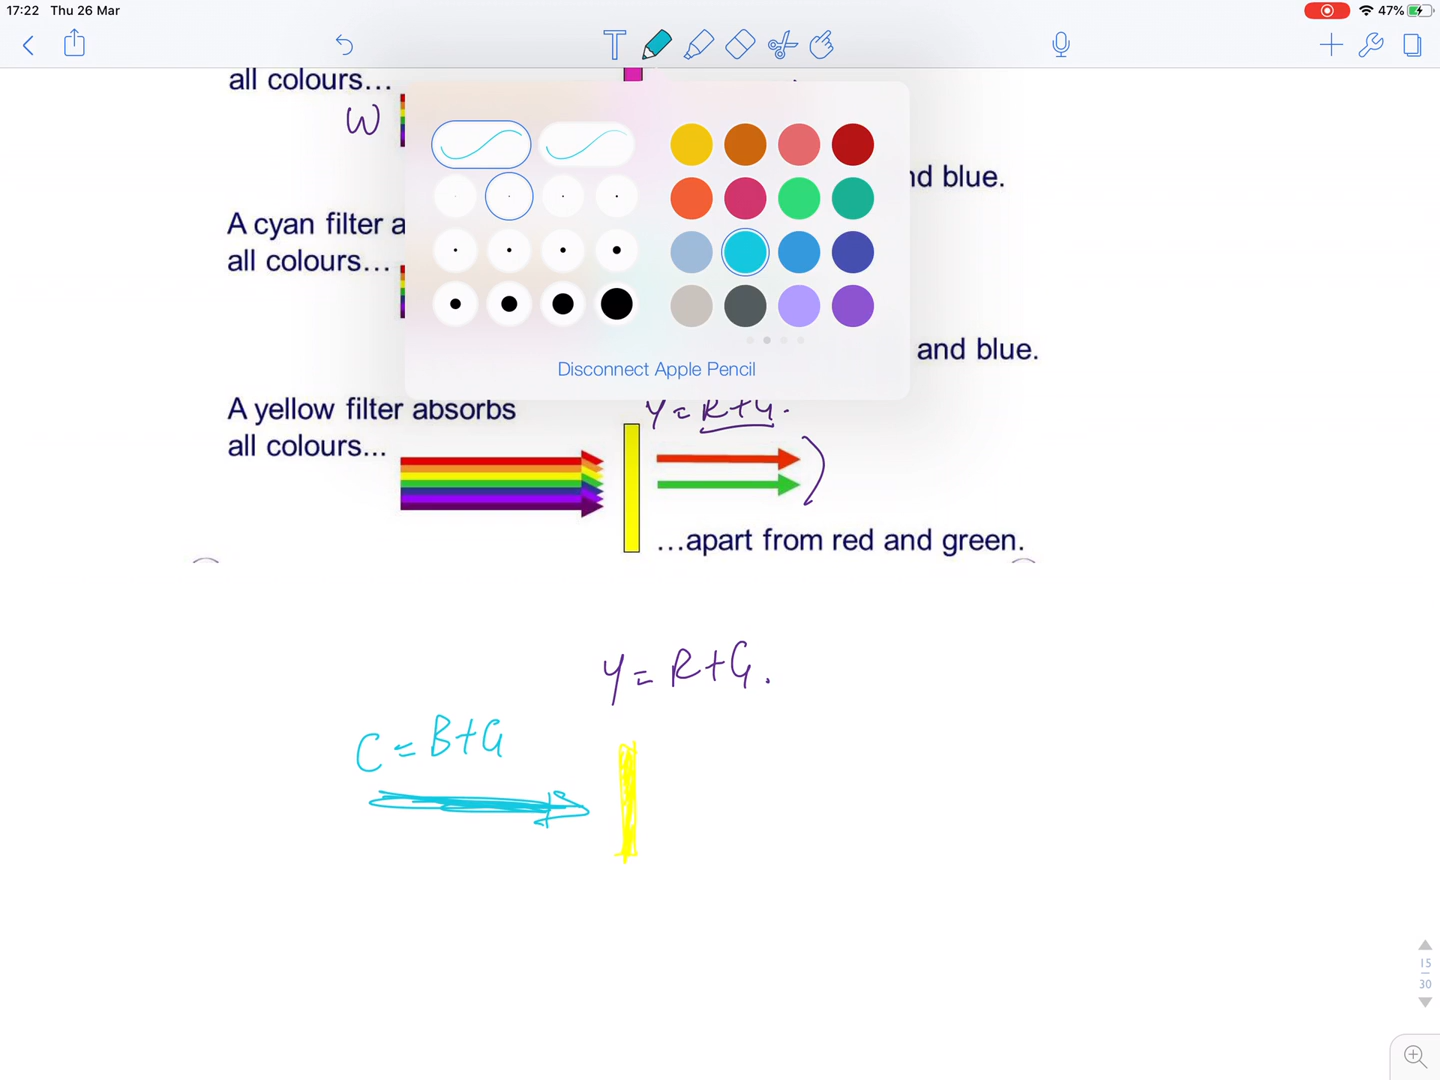 17:22 Thu 26 Mar
47%
T
all colours...
W
nd blue.
A cyan filter a
all colours...
Disconnect Apple Pencil
and blue.
A yellow filter absorbs
Y = R+G.
all colours...
...apart from red and green.
Y = R+G.
C = B+G
15
30